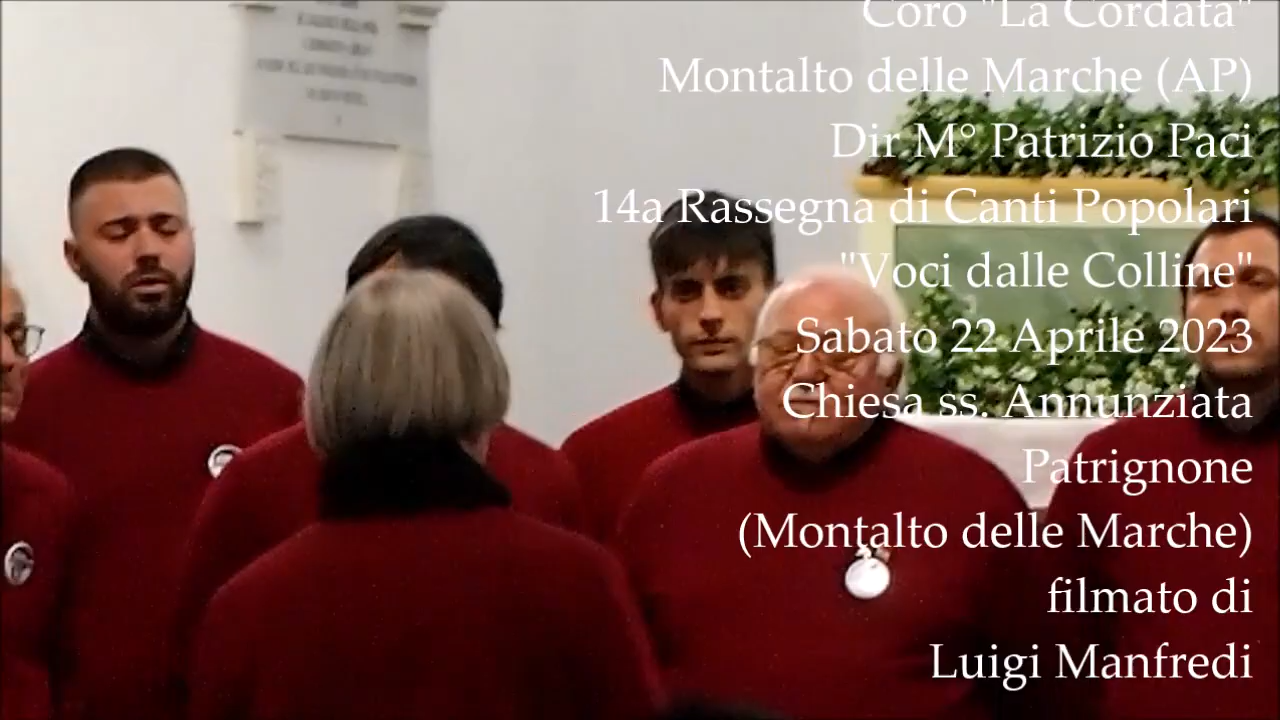 Coro "La Cordata"
Montalto delle Marche (AP)
Dir M° Patrizio Paci
14a Rassegna di Canti Popolari
"Voci dalle Colline"
Sabato 22 Aprile 2023
Chiesa ss. Annunziata
Patrignone
(Montalto delle Marche)
filmato di
Luigi Manfredi